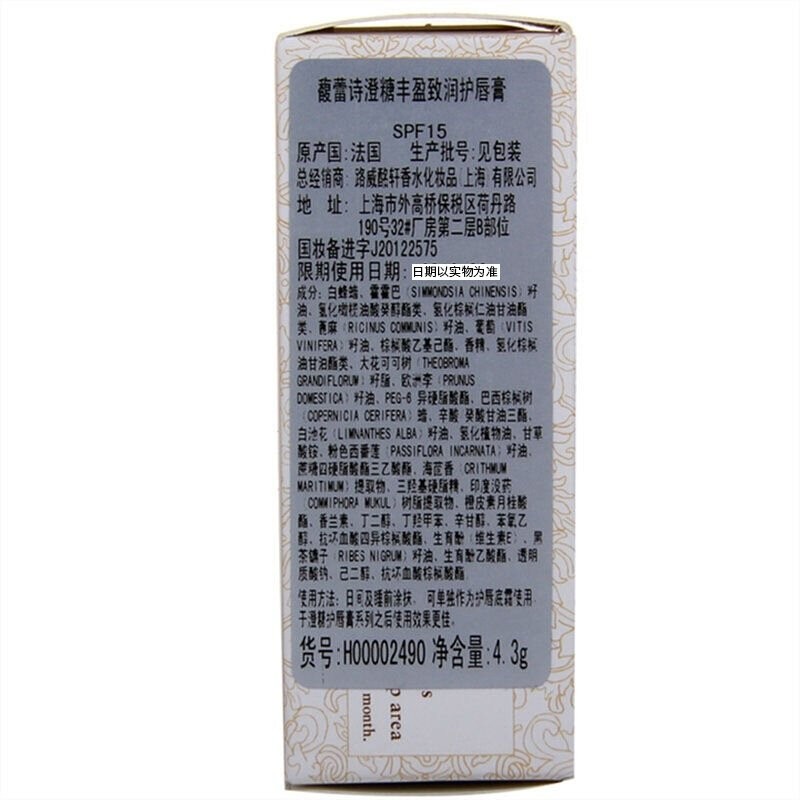 馥蕾诗澄糖丰盈致润护唇膏
SPF15
原产国:法国 生产批号:见包装
总经销商:路威酩轩香水化妆品(上海)有限公司
地 址:上海市外高桥保税区荷丹路
190号32#厂房第二层B部位
国妆备进字J20122575
限期使用日期:
日期以实物为准
成分:白蜂蜡、霍霍巴(SIMMONDSIA CHINENSIS)籽
油、氢化橄榄油酸癸醇酯类、氢化棕榈仁油甘油酯
类、蓖麻(RICINUS COMMUNIS)籽油、葡萄(VITIS
VINIFERA)籽油、棕榈酸乙基己酯、香精、氢化棕榈
油甘油酯类、大花可可树(THEOBROMA
GRANDIFLORUM)籽脂、欧洲李(PRUNUS
DOMESTICA)籽油、PEG-6 异硬脂酸酯、巴西棕榈树
(COPERNICIA CERIFERA)蜡、辛酸 癸酸甘油三酯、
白池花(LIMNANTHES ALBA)籽油、氢化植物油、甘草
酸铵、粉色西番莲(PASSIFLORA INCARNATA)籽油、
蔗糖四硬脂酸酯三乙酸酯、海茴香(CRITHMUM
MARITIMUM)提取物、三羟基硬脂精、印度没药
(COMMIPHORA MUKUL)树脂提取物、橙皮素月桂酸
酯、香兰素、丁二醇、丁羟甲苯、辛甘醇、苯氧乙
醇、抗坏血酸四异棕榈酸酯、生育酚(维生素E)、黑
茶镳子(RIBES NIGRUM)籽油、生育酚乙酸酯、透明
质酸钠、己二醇、抗坏血酸棕榈酸酯
使用方法:日间及睡前涂抹。可单独作为护唇底霜使用
于澄糖护唇膏系列之后使用效果更佳。
货号:H00002490 净含量:4.3g
s
p area
month.